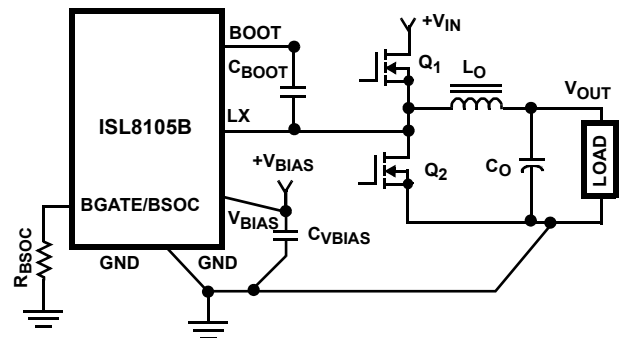 +VIN
BOOT
Q1
CBOOT
LO
VOUT
LX
ISL8105B
+VBIAS
Q2
CO
LOAD
BGATE/BSOC
VBIAS
CVBIAS
RBSOC
GND
GND